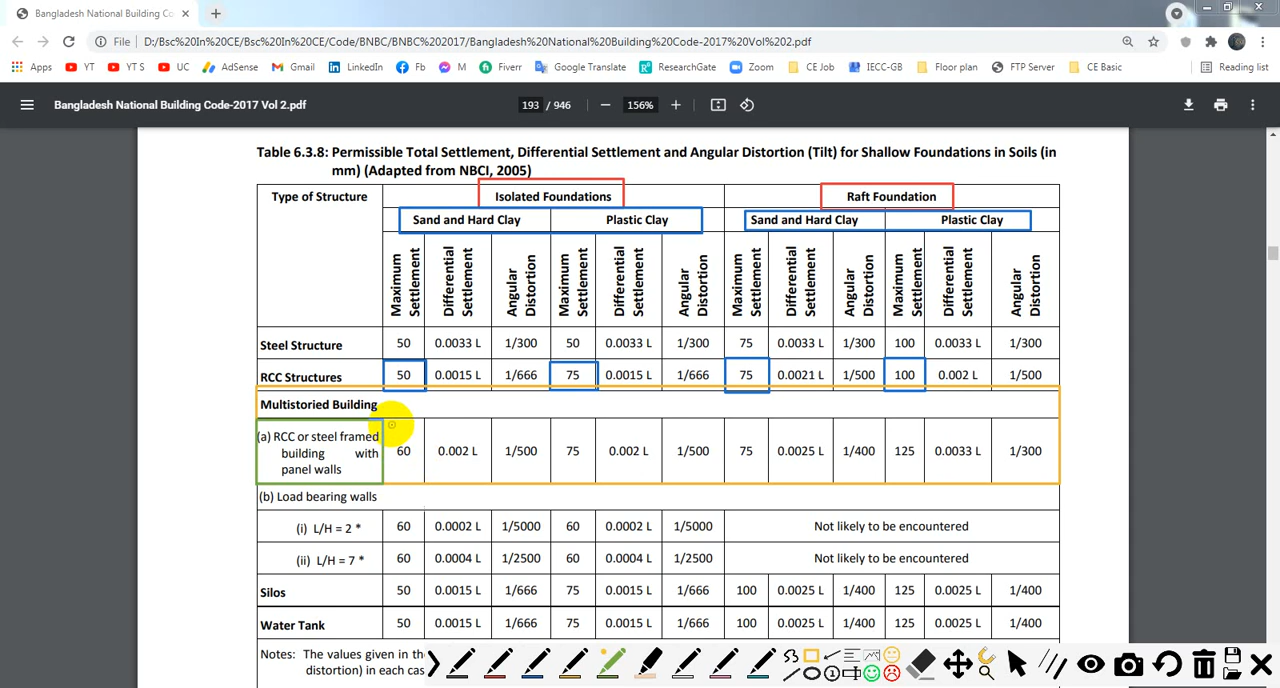 Bangladesh National Building Co
File
D:/Bsc%20In%20CE/Bsc%20In%20CE/Code/BNBC/BNBC%202017/Bangladesh%20National%20Building%20Code-2017%20Vol%202.pdf
Apps YT YT S UC AdSense Gmail LinkedIn Fb M Fiverr Google Translate ResearchGate Zoom CE Job IECC-GB Floor plan FTP Server CE Basic Reading list
Bangladesh National Building Code-2017 Vol 2.pdf 193 / 946 156%
Table 6.3.8: Permissible Total Settlement, Differential Settlement and Angular Distortion (Tilt) for Shallow Foundations in Soils (in
mm) (Adapted from NBCI, 2005)
Type of Structure Isolated Foundations Raft Foundation
Sand and Hard Clay Plastic Clay Sand and Hard Clay Plastic Clay
Maximum Settlement Differential Settlement Angular Distortion Maximum Settlement Differential Settlement Angular Distortion Maximum Settlement Differential Settlement Angular Distortion Maximum Settlement Differential Settlement Angular Distortion
Steel Structure 50 0.0033 L 1/300 50 0.0033 L 1/300 75 0.0033 L 1/300 100 0.0033 L 1/300
RCC Structures 50 0.0015 L 1/666 75 0.0015 L 1/666 75 0.0021 L 1/500 100 0.002 L 1/500
Multistoried Building
(a) RCC or steel framed
building with
panel walls
60 0.002 L 1/500 75 0.002 L 1/500 75 0.0025 L 1/400 125 0.0033 L 1/300
(b) Load bearing walls
(i) L/H = 2 * 60 0.0002 L 1/5000 60 0.0002 L 1/5000 Not likely to be encountered
(ii) L/H = 7 * 60 0.0004 L 1/2500 60 0.0004 L 1/2500 Not likely to be encountered
Silos 50 0.0015 L 1/666 75 0.0015 L 1/666 100 0.0025 L 1/400 125 0.0025 L 1/400
Water Tank 50 0.0015 L 1/666 75 0.0015 L 1/666 100 0.0025 L 1/400 125 0.0025 L 1/400
Notes: The values given in th
distortion) in each cas